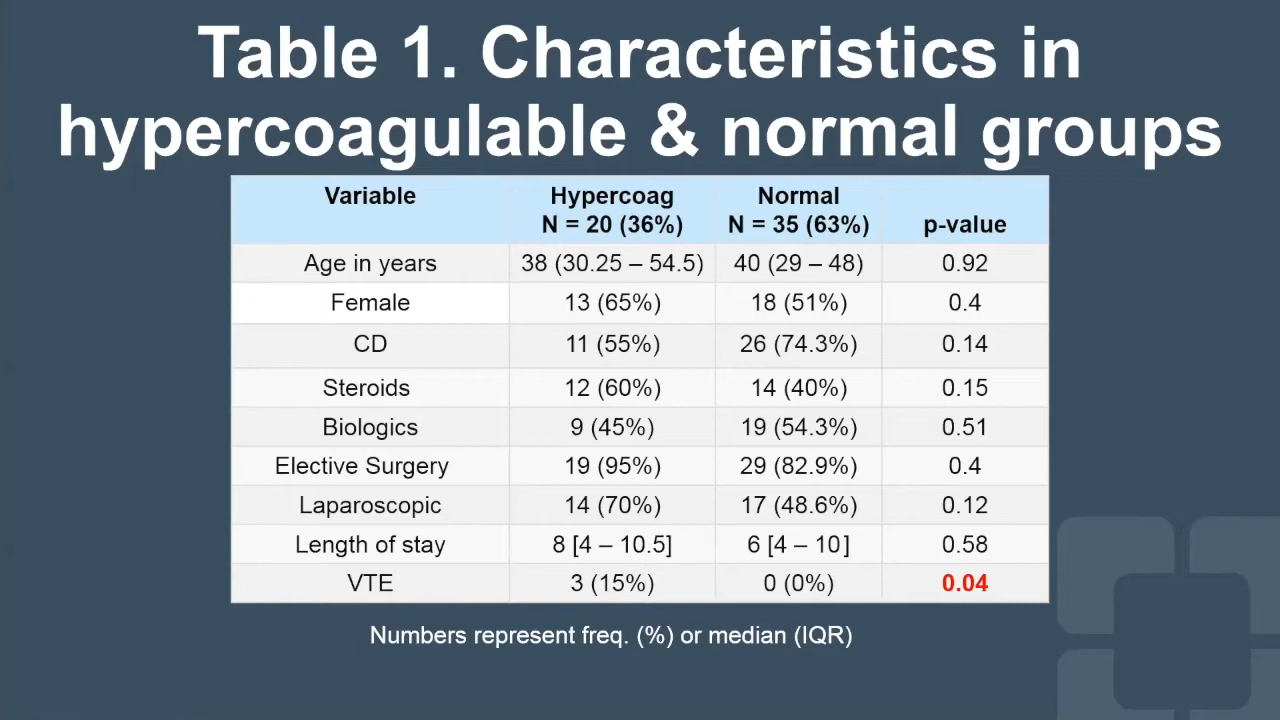 Table 1. Characteristics in
hypercoagulable & normal groups
Variable Hypercoag N = 20 (36%) Normal N = 35 (63%) p-value
Age in years 38 (30.25 – 54.5) 40 (29 – 48) 0.92
Female 13 (65%) 18 (51%) 0.4
CD 11 (55%) 26 (74.3%) 0.14
Steroids 12 (60%) 14 (40%) 0.15
Biologics 9 (45%) 19 (54.3%) 0.51
Elective Surgery 19 (95%) 29 (82.9%) 0.4
Laparoscopic 14 (70%) 17 (48.6%) 0.12
Length of stay 8 [4 – 10.5] 6 [4 – 10] 0.58
VTE 3 (15%) 0 (0%) 0.04
Numbers represent freq. (%) or median (IQR)